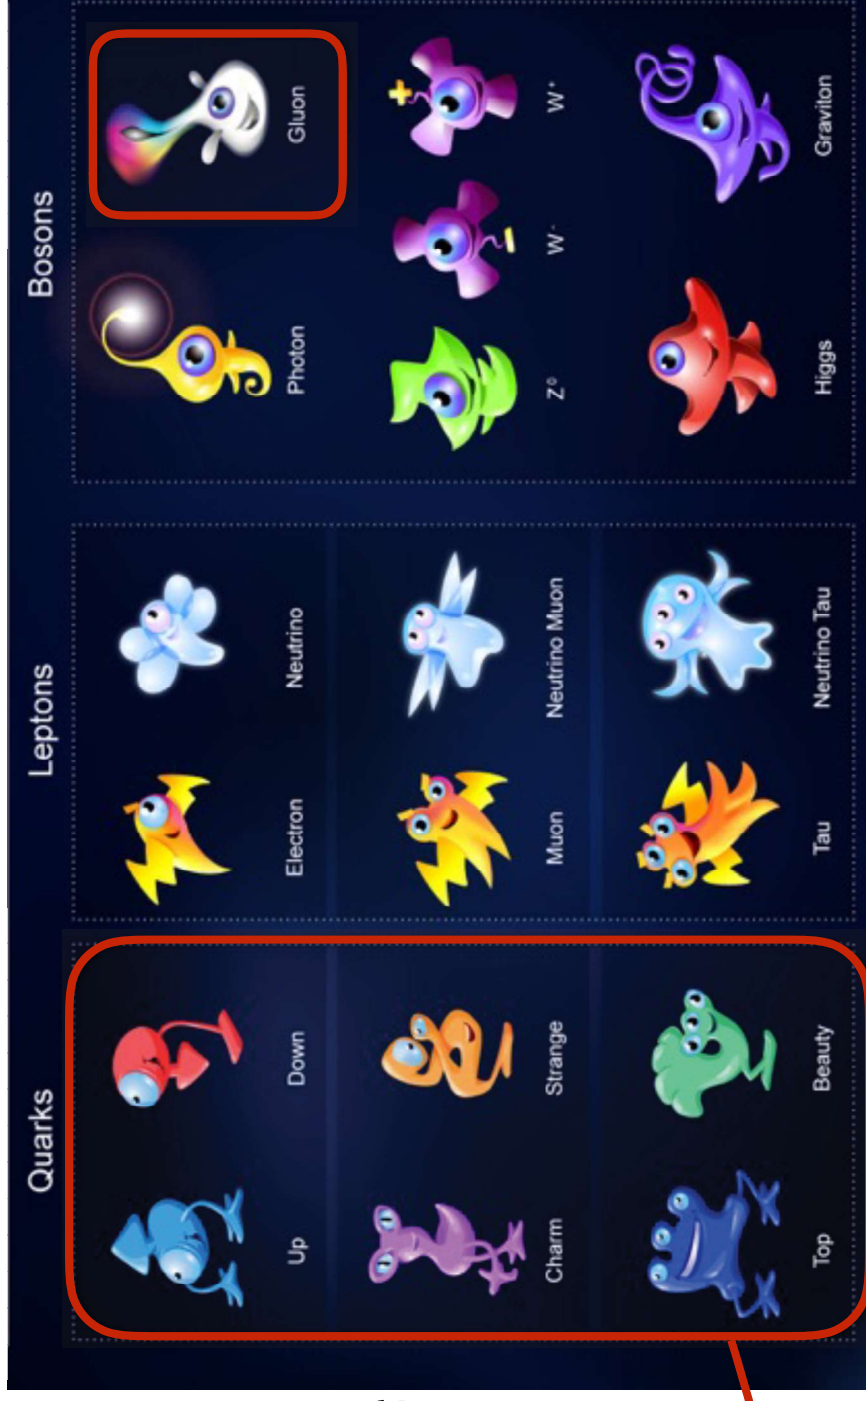 Quarks
Leptons
Bosons
Up
Down
Electron
Neutrino
Photon
Gluon
Charm
Strange
Muon
Neutrino Muon
Z⁰
W⁻
W⁺
Top
Beauty
Tau
Neutrino Tau
Higgs
Graviton